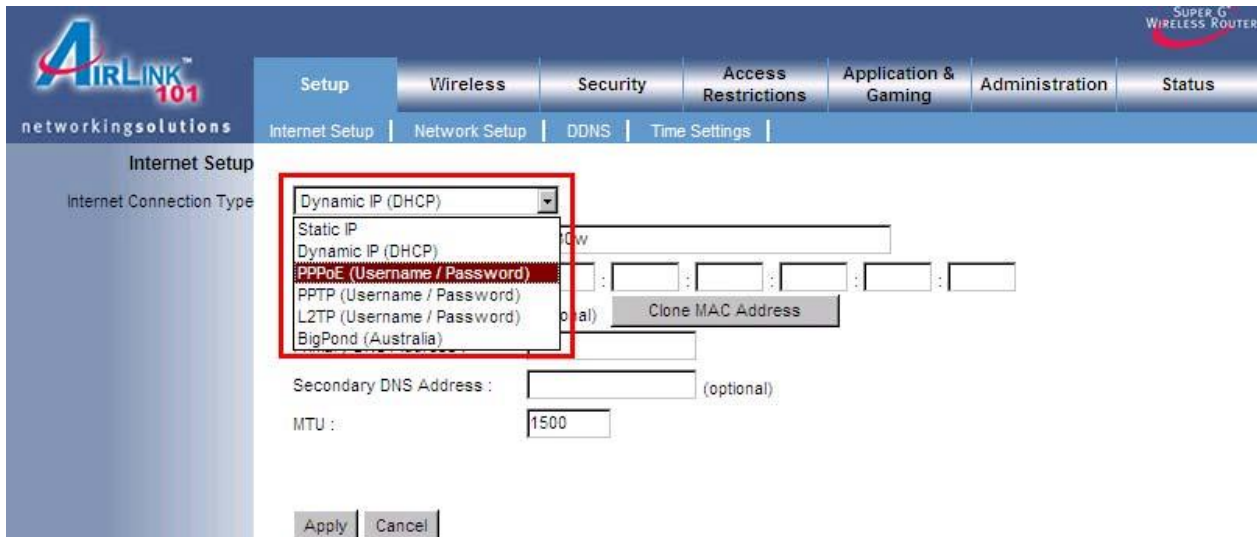 SUPER G
WIRELESS ROUTER
AIRLINK™
101
networkingsolutions
Setup
Wireless
Security
Access Restrictions
Application & Gaming
Administration
Status
Internet Setup
Network Setup
DDNS
Time Settings
Internet Setup
Internet Connection Type
Dynamic IP (DHCP)
Static IP
Dynamic IP (DHCP)
PPPoE (Username / Password)
PPTP (Username / Password)
L2TP (Username / Password)
BigPond (Australia)
: : : : :
Clone MAC Address
Secondary DNS Address :
(optional)
MTU :
1500
Apply
Cancel